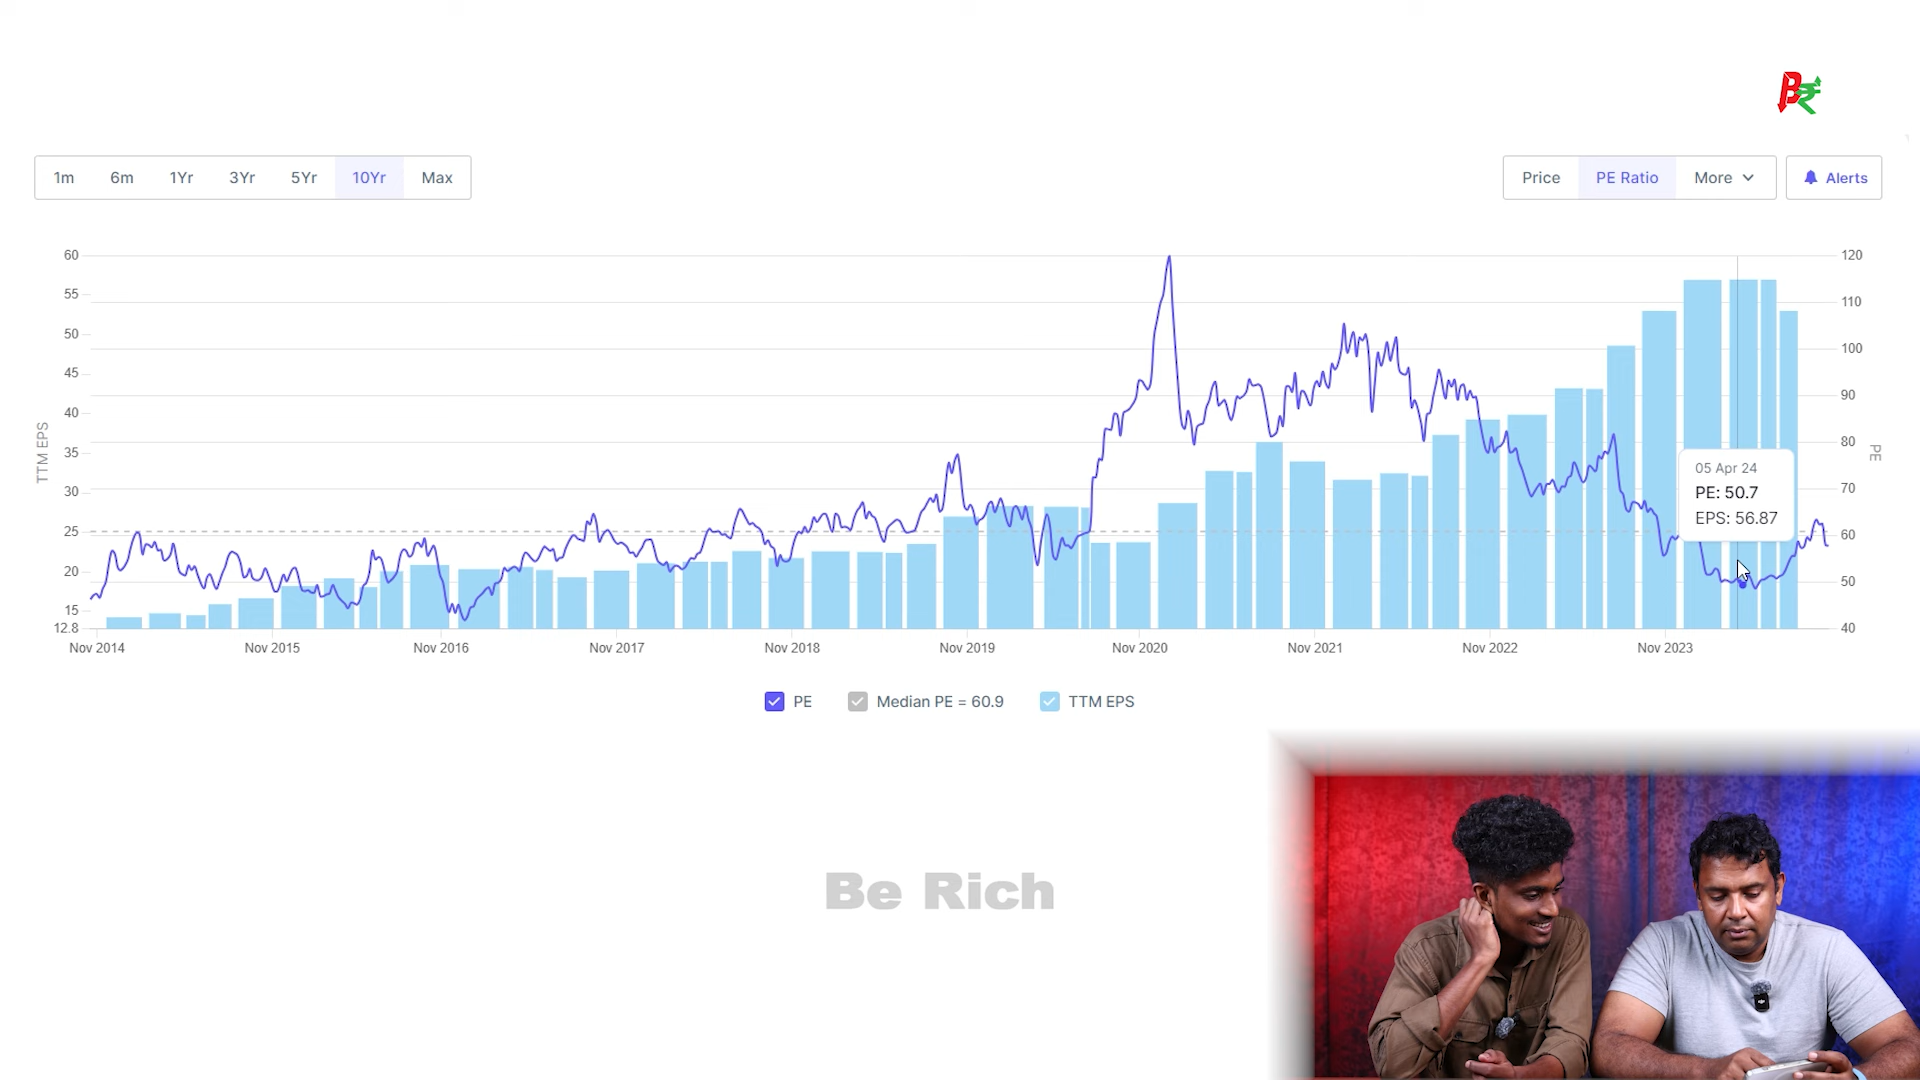 1m 6m 1Yr 3Yr 5Yr 10Yr Max
Price PE Ratio More Alerts
60 120
55 110
50 100
45 90
40 80
35 70
30 60
25 50
20 40
15
12.8
TTM EPS
PE
05 Apr 24
PE: 50.7
EPS: 56.87
Nov 2014 Nov 2015 Nov 2016 Nov 2017 Nov 2018 Nov 2019 Nov 2020 Nov 2021 Nov 2022 Nov 2023
PE Median PE = 60.9 TTM EPS
Be Rich